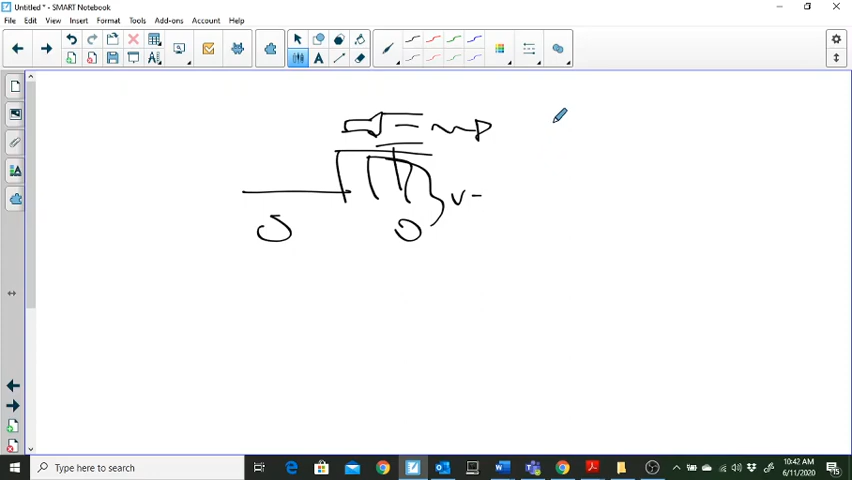 Untitled * - SMART Notebook
File Edit View Insert Format Tools Add-ons Account Help
V -
Type here to search
10:42 AM
6/11/2020